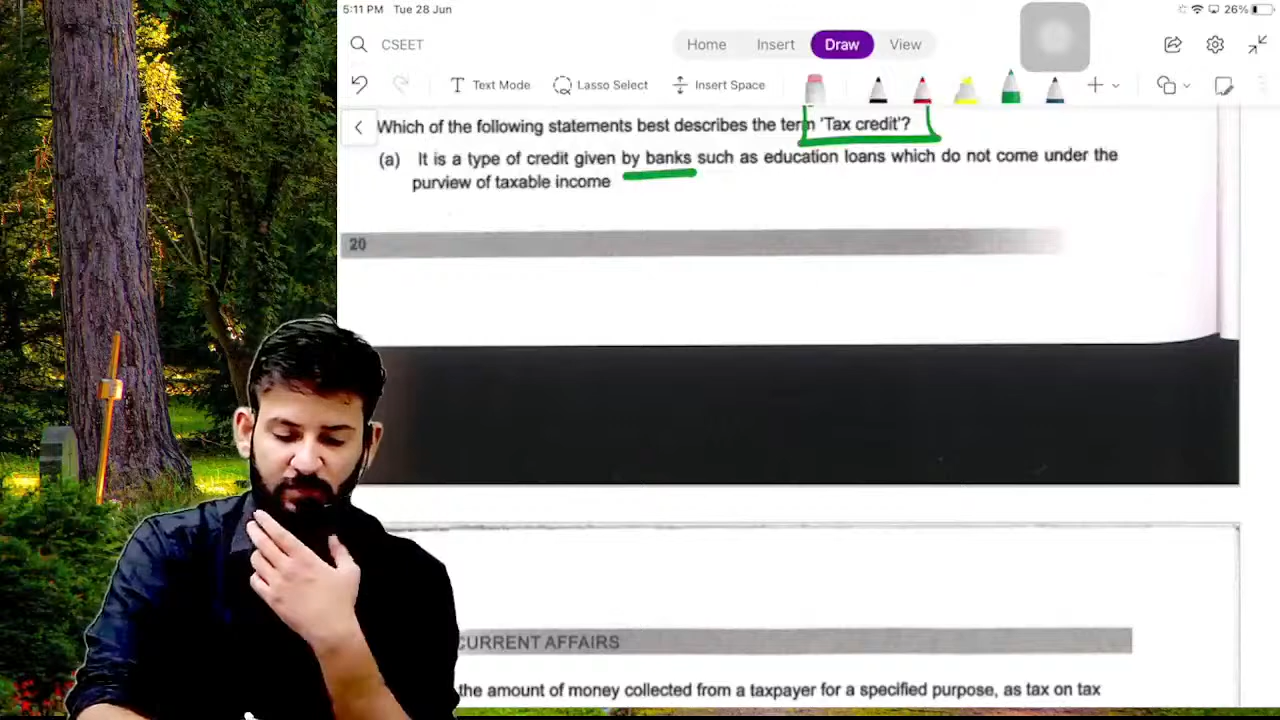 5:11 PM Tue 28 Jun
26%
CSEET
Home Insert Draw View
Text Mode Lasso Select Insert Space
Which of the following statements best describes the term 'Tax credit'?
(a) It is a type of credit given by banks such as education loans which do not come under the
purview of taxable income
20
CURRENT AFFAIRS
the amount of money collected from a taxpayer for a specified purpose, as tax on tax